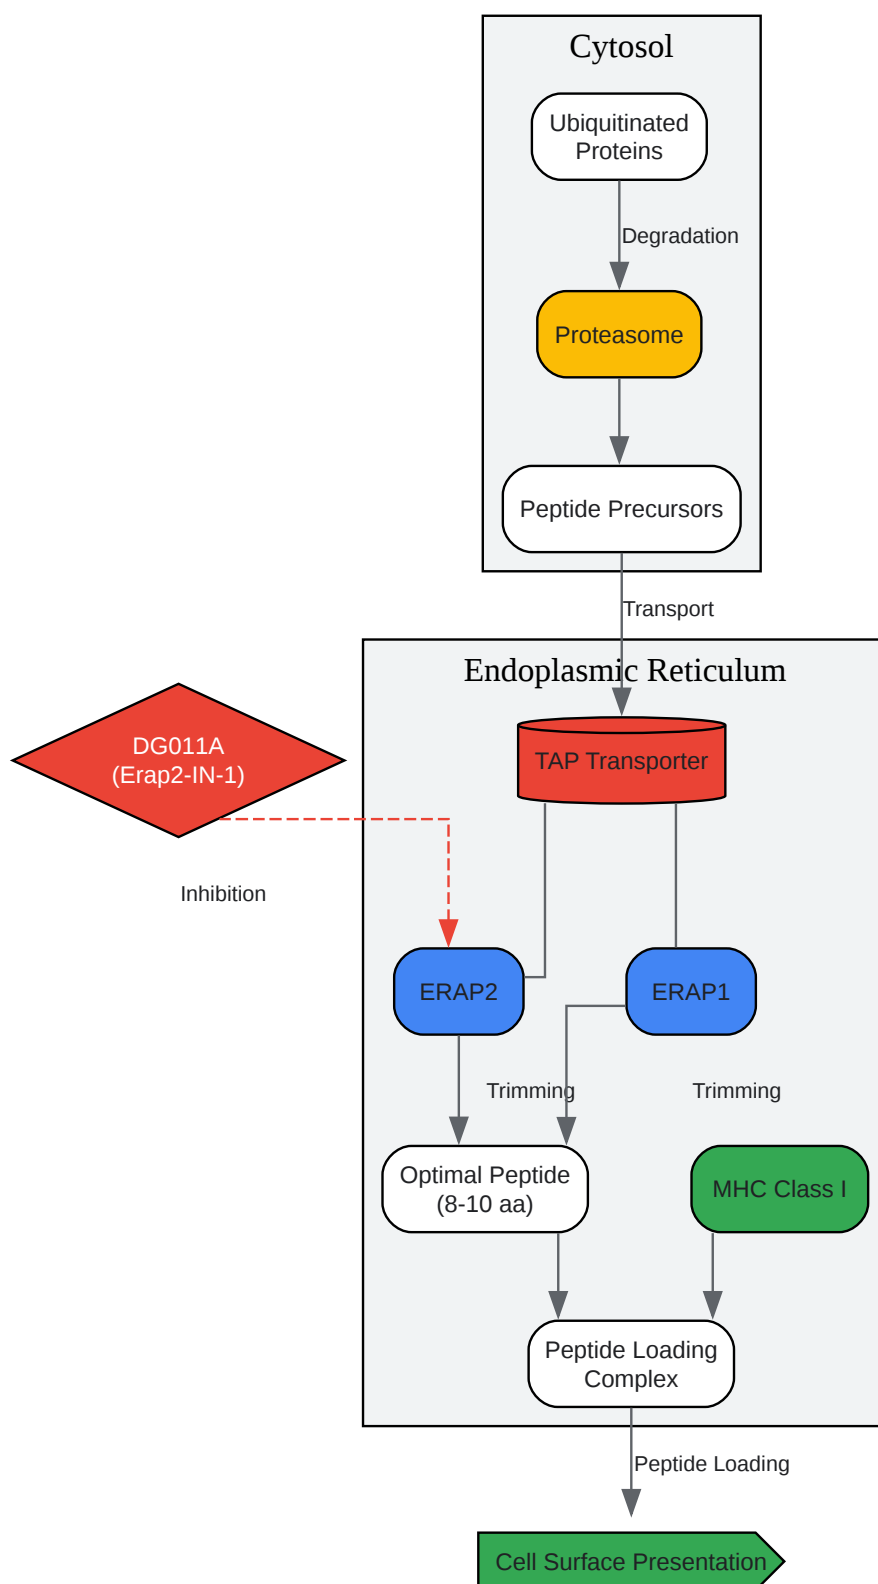 Cytosol
Ubiquitinated
Proteins
Degradation
Proteasome
Peptide Precursors
Transport
Endoplasmic Reticulum
DG011A
(Erap2-IN-1)
TAP Transporter
Inhibition
ERAP2
ERAP1
Trimming
Trimming
Optimal Peptide
(8-10 aa)
MHC Class I
Peptide Loading
Complex
Peptide Loading
Cell Surface Presentation